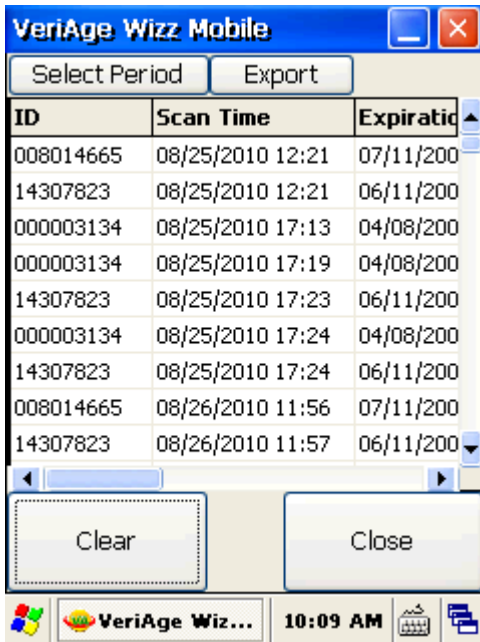 VeriAge Wizz Mobile
Select Period Export
ID Scan Time Expiratic
008014665 08/25/2010 12:21 07/11/200
14307823 08/25/2010 12:21 06/11/200
000003134 08/25/2010 17:13 04/08/200
000003134 08/25/2010 17:19 04/08/200
14307823 08/25/2010 17:23 06/11/200
000003134 08/25/2010 17:24 04/08/200
14307823 08/25/2010 17:24 06/11/200
008014665 08/26/2010 11:56 07/11/200
14307823 08/26/2010 11:57 06/11/200
Clear Close
VeriAge Wiz... 10:09 AM